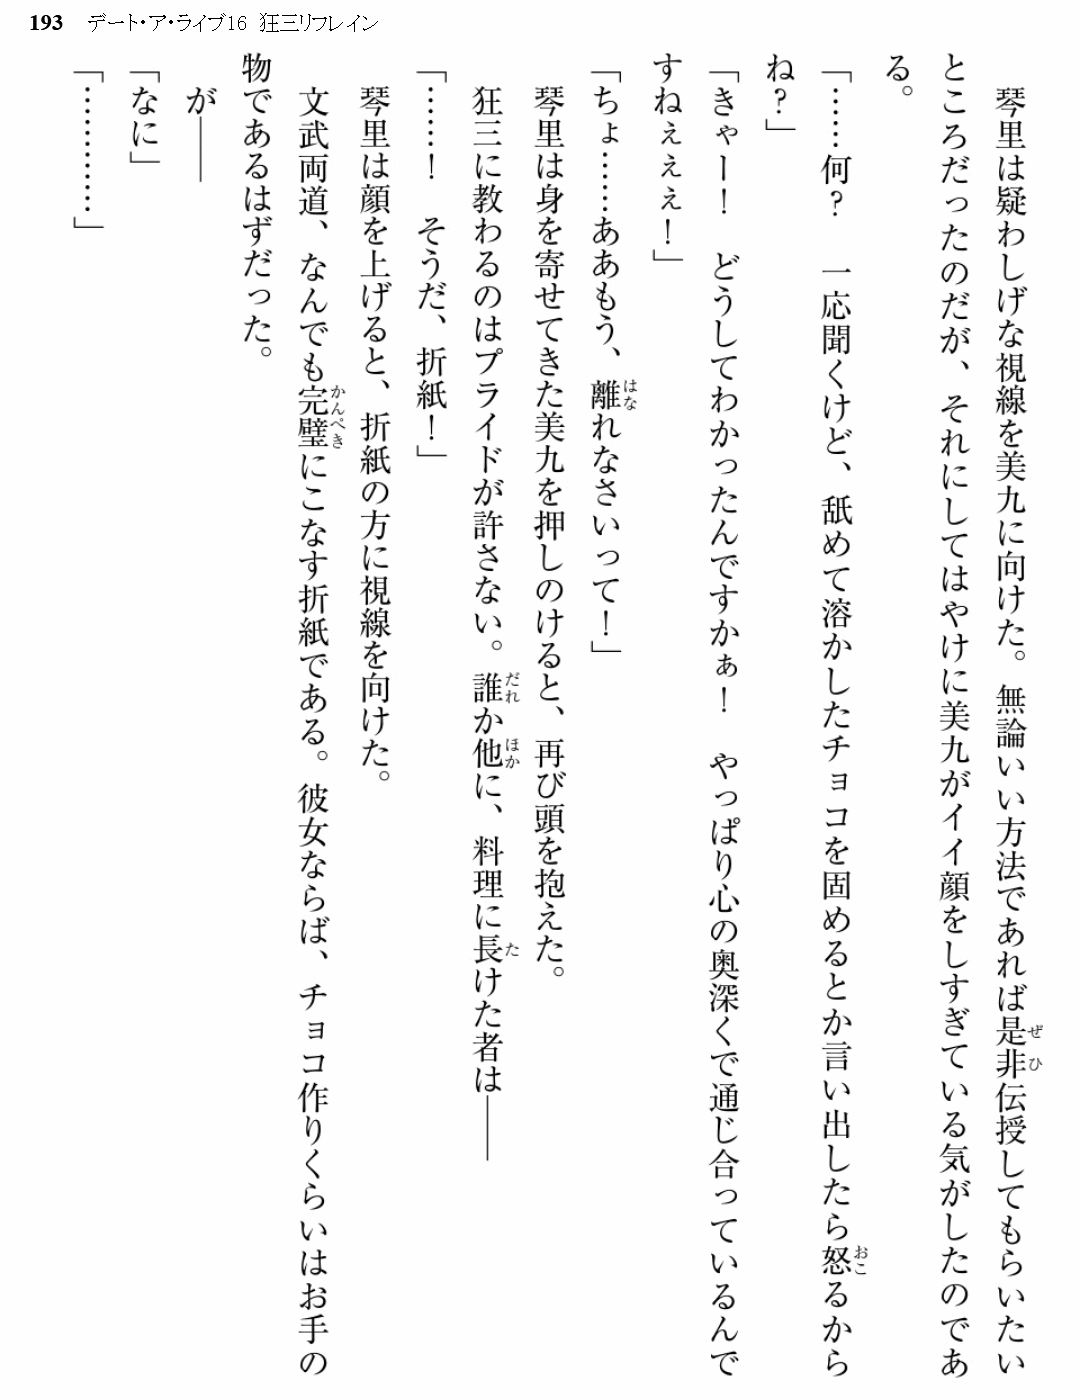 193 デート・ア・ライブ16 狂三リフレイン
琴里は疑わしげな視線を美九に向けた。無論いい方法であれば是非伝授してもらいたい
ところだったのだが、それにしてはやけに美九がイイ顔をしすぎている気がしたのであ
る。
「……何？　一応聞くけど、舐めて溶かしたチョコを固めるとか言い出したら怒るから
ね？」
「きゃー！　どうしてわかったんですかぁ！　やっぱり心の奥深くで通じ合っているんで
すねぇぇぇ！」
「ちょ……ああもう、離れなさいって！」
琴里は身を寄せてきた美九を押しのけると、再び頭を抱えた。
狂三に教わるのはプライドが許さない。誰か他に、料理に長けた者は――
「……！　そうだ、折紙！」
琴里は顔を上げると、折紙の方に視線を向けた。
文武両道、なんでも完璧にこなす折紙である。彼女ならば、チョコ作りくらいはお手の
物であるはずだった。
が――
「なに」
「…………」